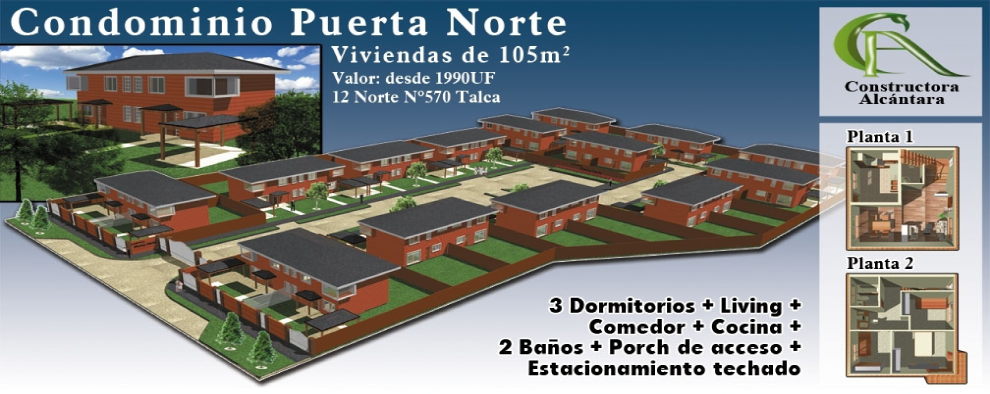 Condominio Puerta Norte
Viviendas de 105m²
Valor: desde 1990UF
12 Norte N°570 Talca
Constructora
Alcántara
Planta 1
Planta 2
3 Dormitorios + Living +
Comedor + Cocina +
2 Baños + Porch de acceso +
Estacionamiento techado